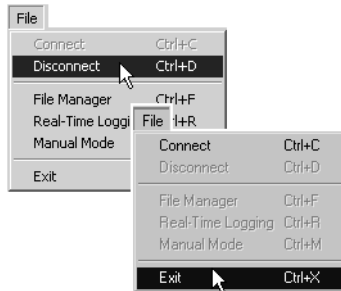 File
Connect Ctrl+C
Disconnect Ctrl+D
File Manager Ctrl+F
Real-Time Loggi
Manual Mode
Exit
File
Connect Ctrl+C
Disconnect Ctrl+D
File Manager Ctrl+F
Real-Time Logging Ctrl+R
Manual Mode Ctrl+M
Exit Ctrl+X